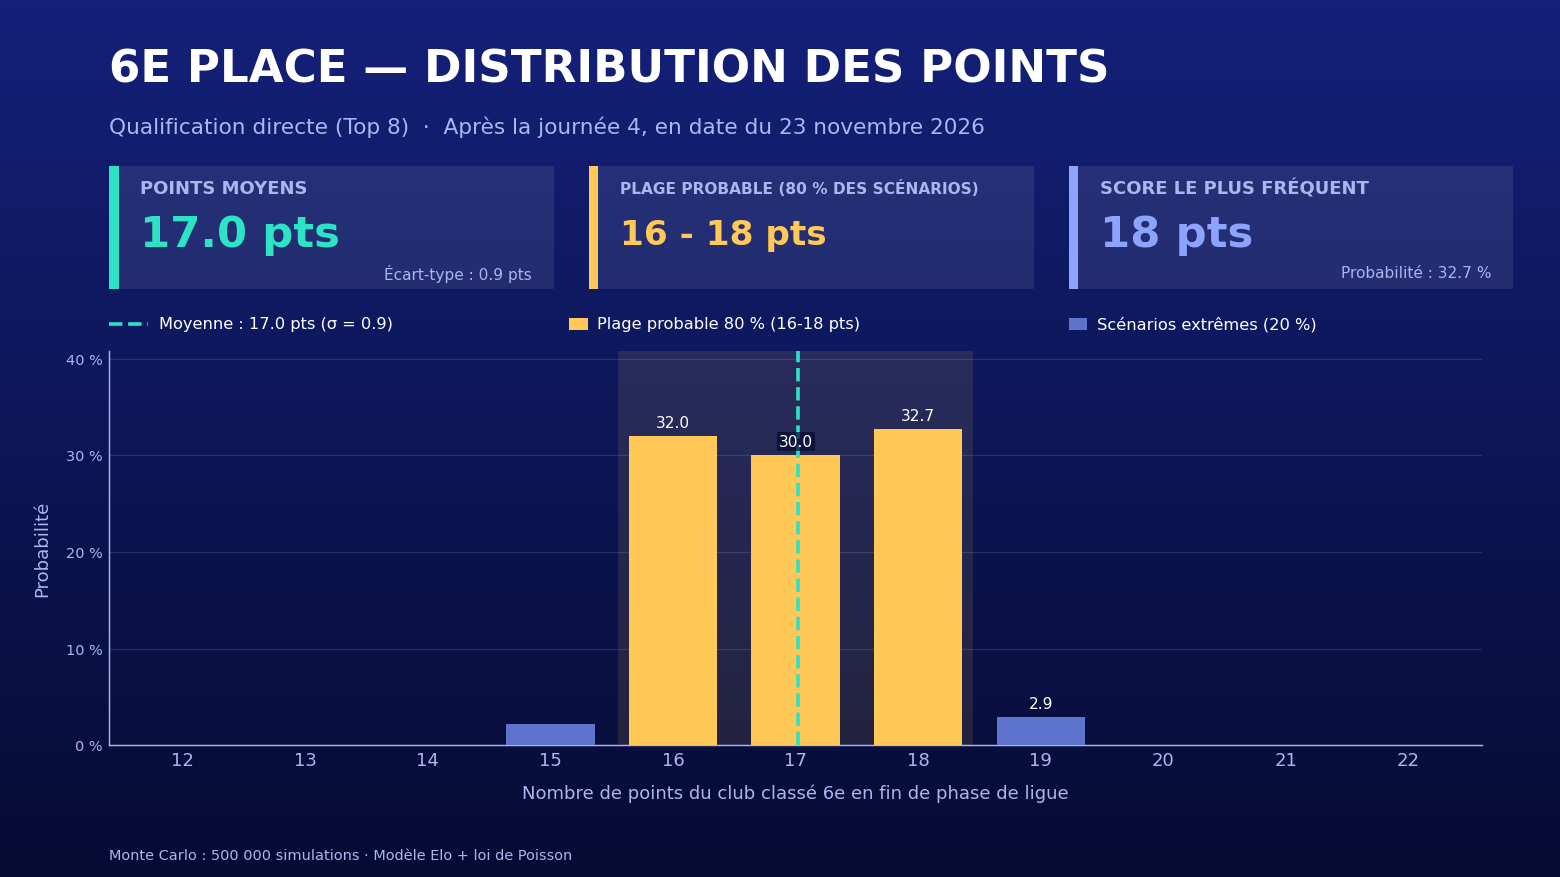 6E PLACE — DISTRIBUTION DES POINTS
Qualification directe (Top 8) · Après la journée 4, en date du 23 novembre 2026
POINTS MOYENS
17.0 pts
Écart-type : 0.9 pts
PLAGE PROBABLE (80 % DES SCÉNARIOS)
16 - 18 pts
SCORE LE PLUS FRÉQUENT
18 pts
Probabilité : 32.7 %
Moyenne : 17.0 pts (σ = 0.9)
Plage probable 80 % (16-18 pts)
Scénarios extrêmes (20 %)
Probabilité
40 %
30 %
20 %
10 %
0 %
32.0
30.0
32.7
2.9
12 13 14 15 16 17 18 19 20 21 22
Nombre de points du club classé 6e en fin de phase de ligue
Monte Carlo : 500 000 simulations · Modèle Elo + loi de Poisson